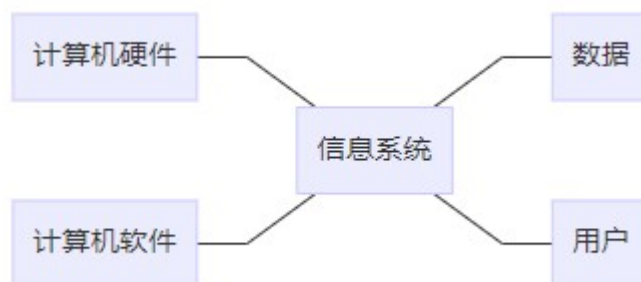 计算机硬件
数据
信息系统
计算机软件
用户